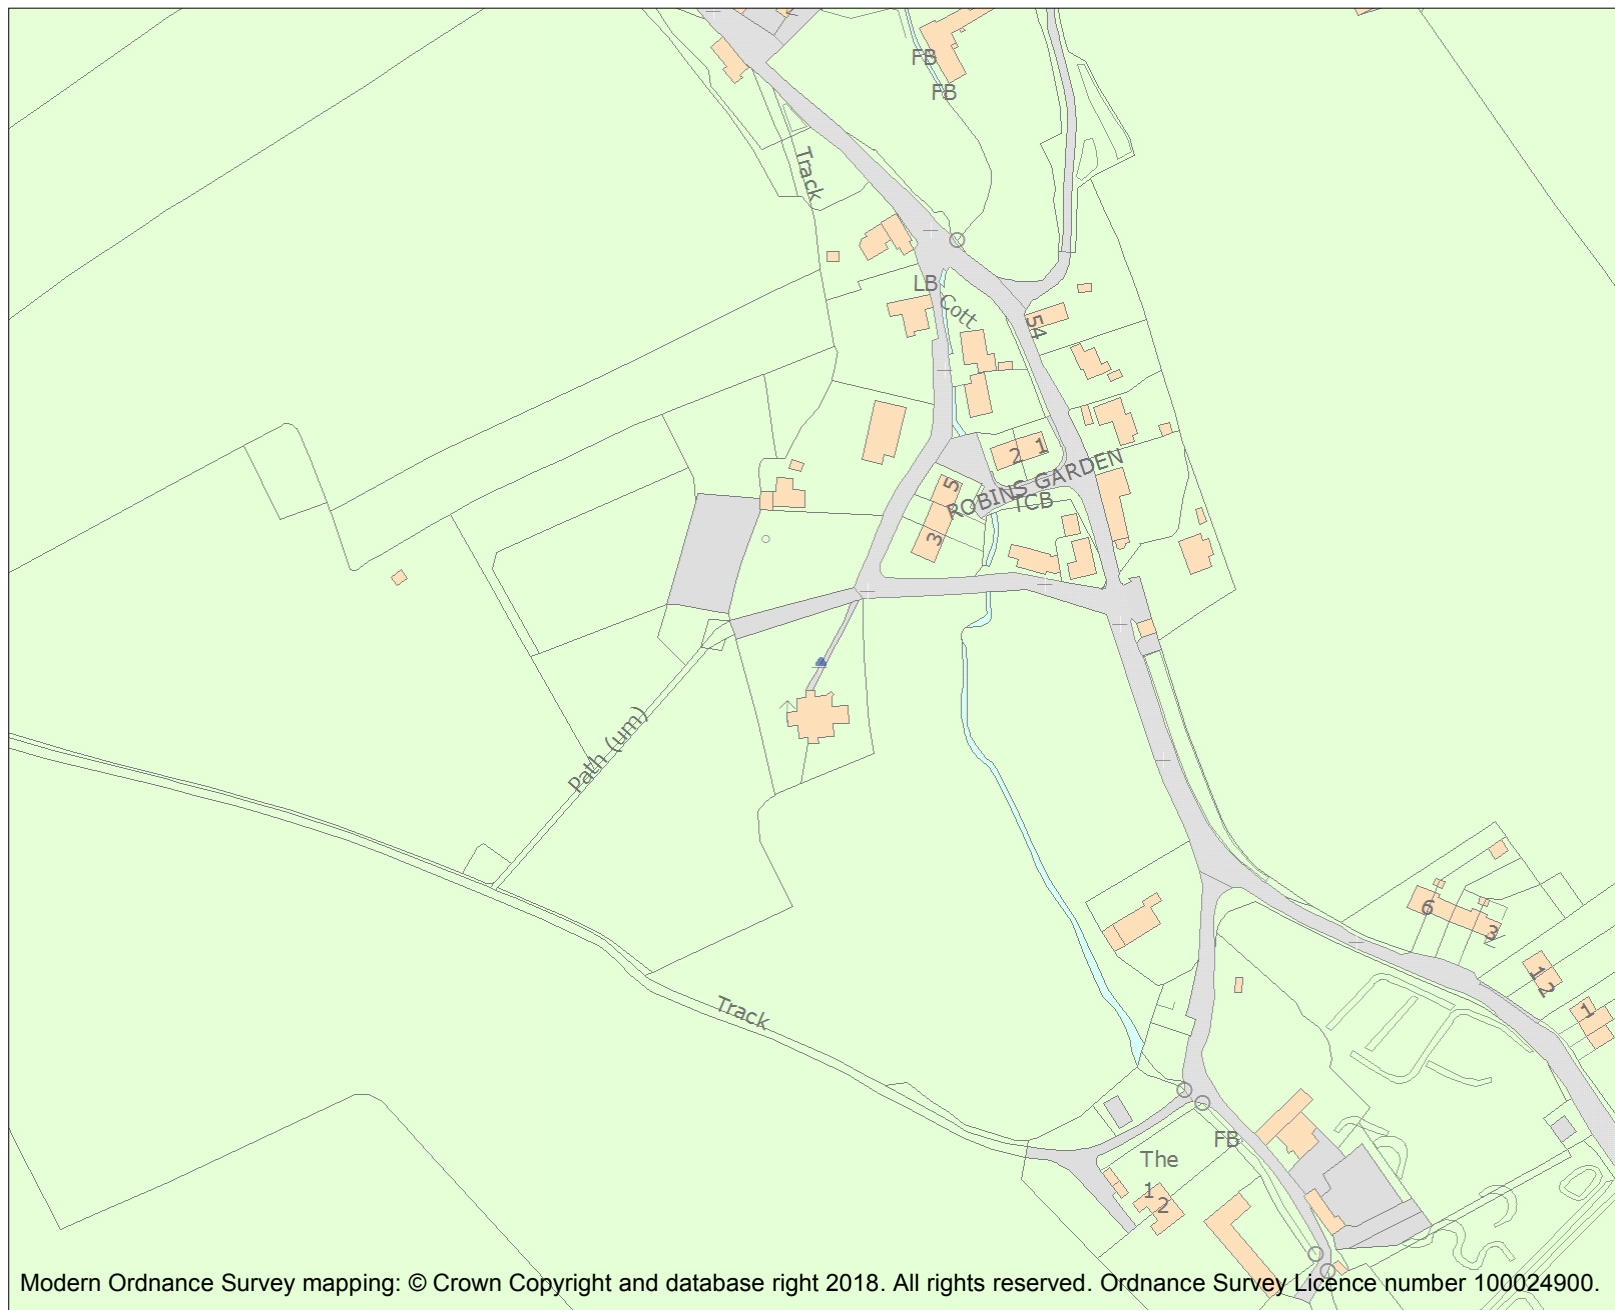 FB
FB
Track
LB
Cott
54
2 1
ROBINS GARDEN
TCB
5
3
Path (um)
6
3
1
2
1
Track
FB
The
1
2
Modern Ordnance Survey mapping: © Crown Copyright and database right 2018. All rights reserved. Ordnance Survey Licence number 100024900.